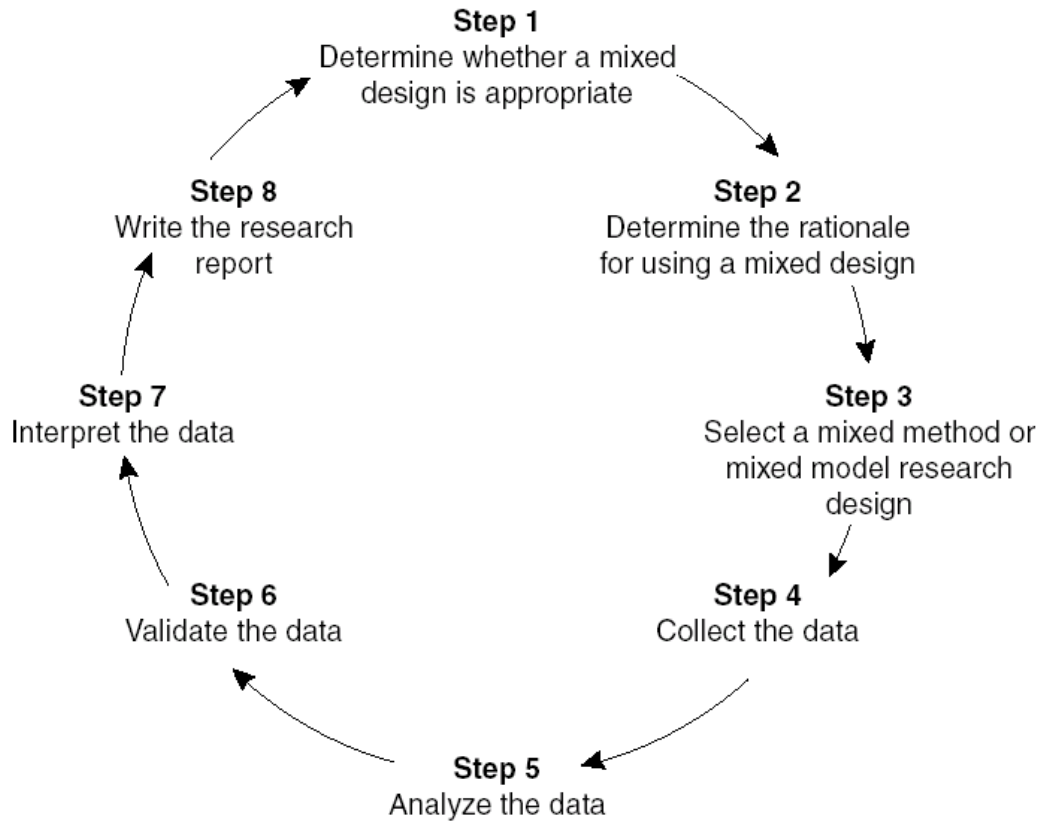 Step 1
Determine whether a mixed
design is appropriate
Step 2
Determine the rationale
for using a mixed design
Step 3
Select a mixed method or
mixed model research
design
Step 4
Collect the data
Step 5
Analyze the data
Step 6
Validate the data
Step 7
Interpret the data
Step 8
Write the research
report